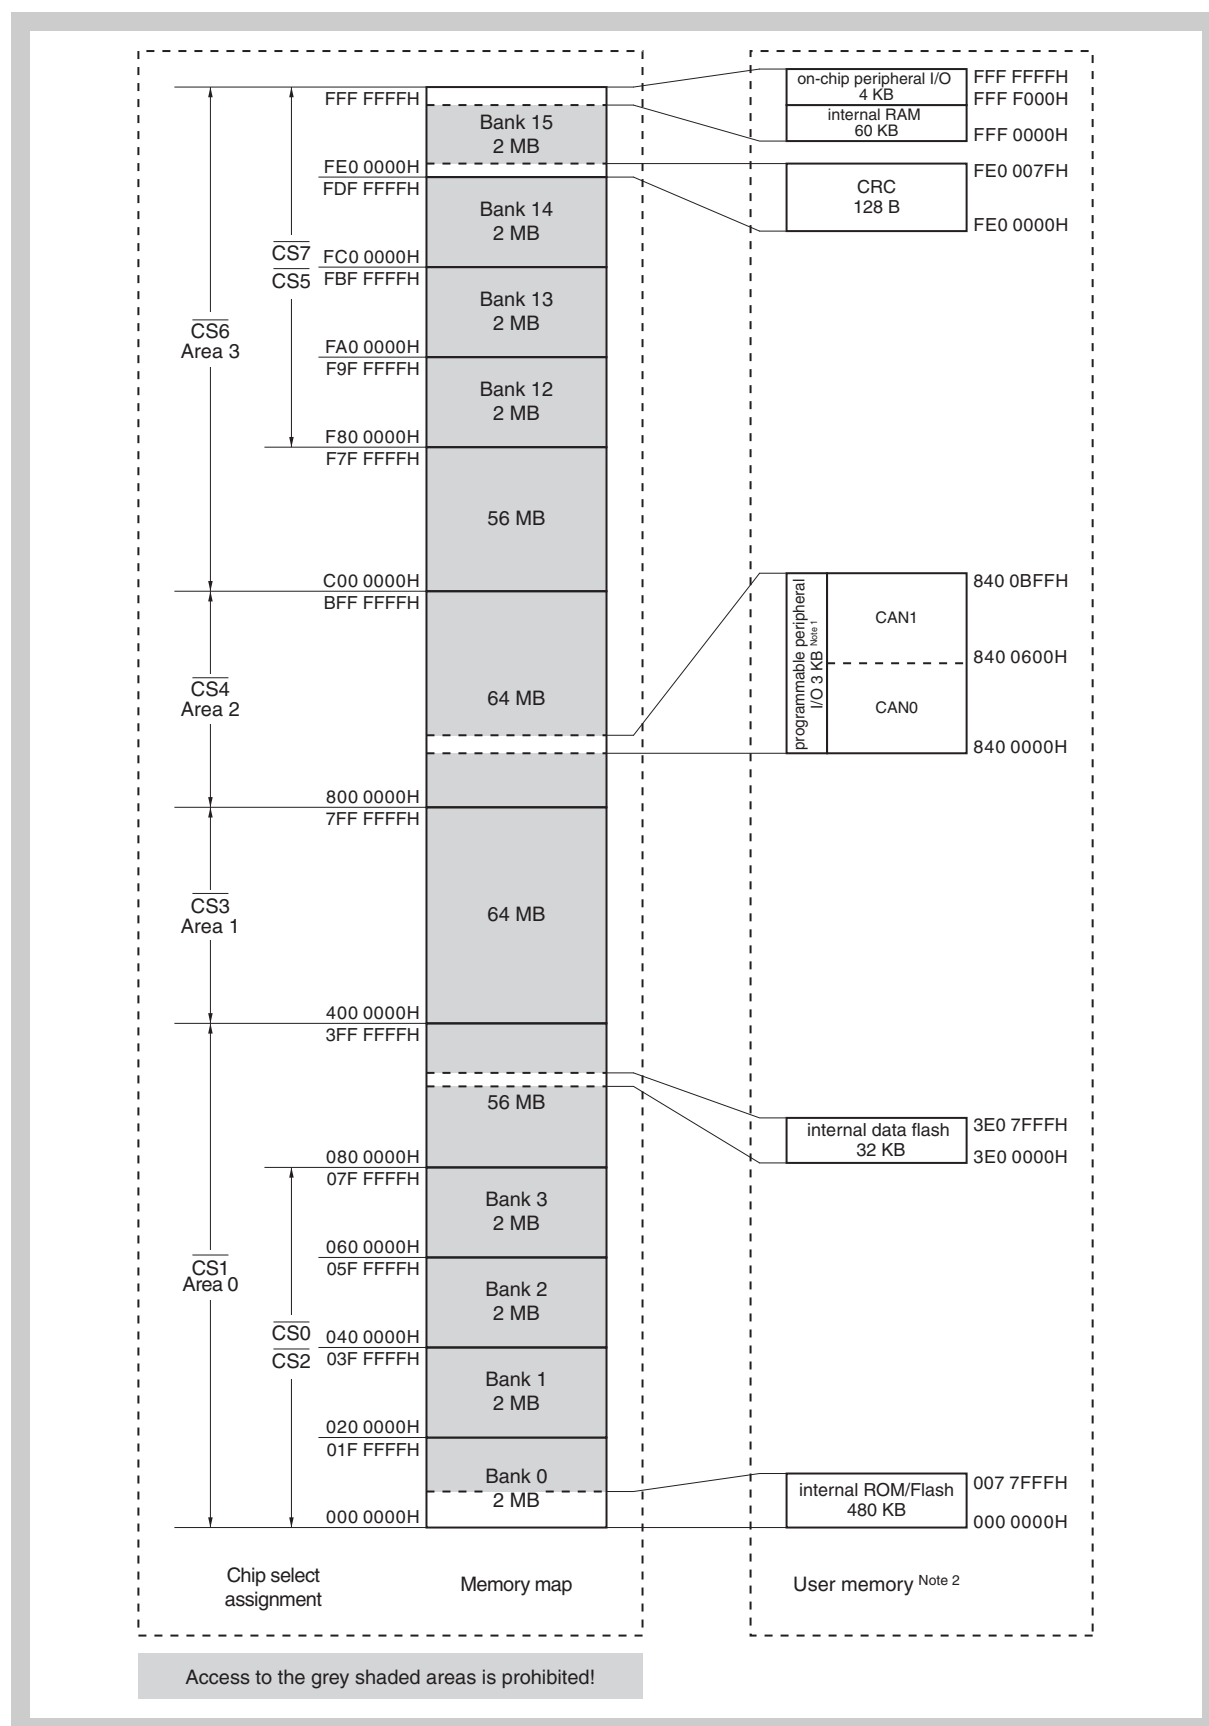 FFF FFFFH
Bank 15
2 MB
FE0 0000H
FDF FFFFH
Bank 14
2 MB
CS7
CS5
FC0 0000H
FBF FFFFH
Bank 13
2 MB
CS6
Area 3
FA0 0000H
F9F FFFFH
Bank 12
2 MB
F80 0000H
F7F FFFFH
56 MB
C00 0000H
BFF FFFFH
CS4
Area 2
64 MB
800 0000H
7FF FFFFH
CS3
Area 1
64 MB
400 0000H
3FF FFFFH
56 MB
080 0000H
07F FFFFH
Bank 3
2 MB
060 0000H
05F FFFFH
CS1
Area 0
Bank 2
2 MB
CS0
CS2
040 0000H
03F FFFFH
Bank 1
2 MB
020 0000H
01F FFFFH
Bank 0
2 MB
000 0000H
Chip select
assignment
Memory map
on-chip peripheral I/O
4 KB
FFF FFFFH
FFF F000H
internal RAM
60 KB
FFF 0000H
CRC
128 B
FE0 007FH
FE0 0000H
programmable peripheral
I/O 3 KB Note 1
CAN1
CAN0
840 0BFFH
840 0600H
840 0000H
internal data flash
32 KB
3E0 7FFFH
3E0 0000H
internal ROM/Flash
480 KB
007 7FFFH
000 0000H
User memory Note 2
Access to the grey shaded areas is prohibited!